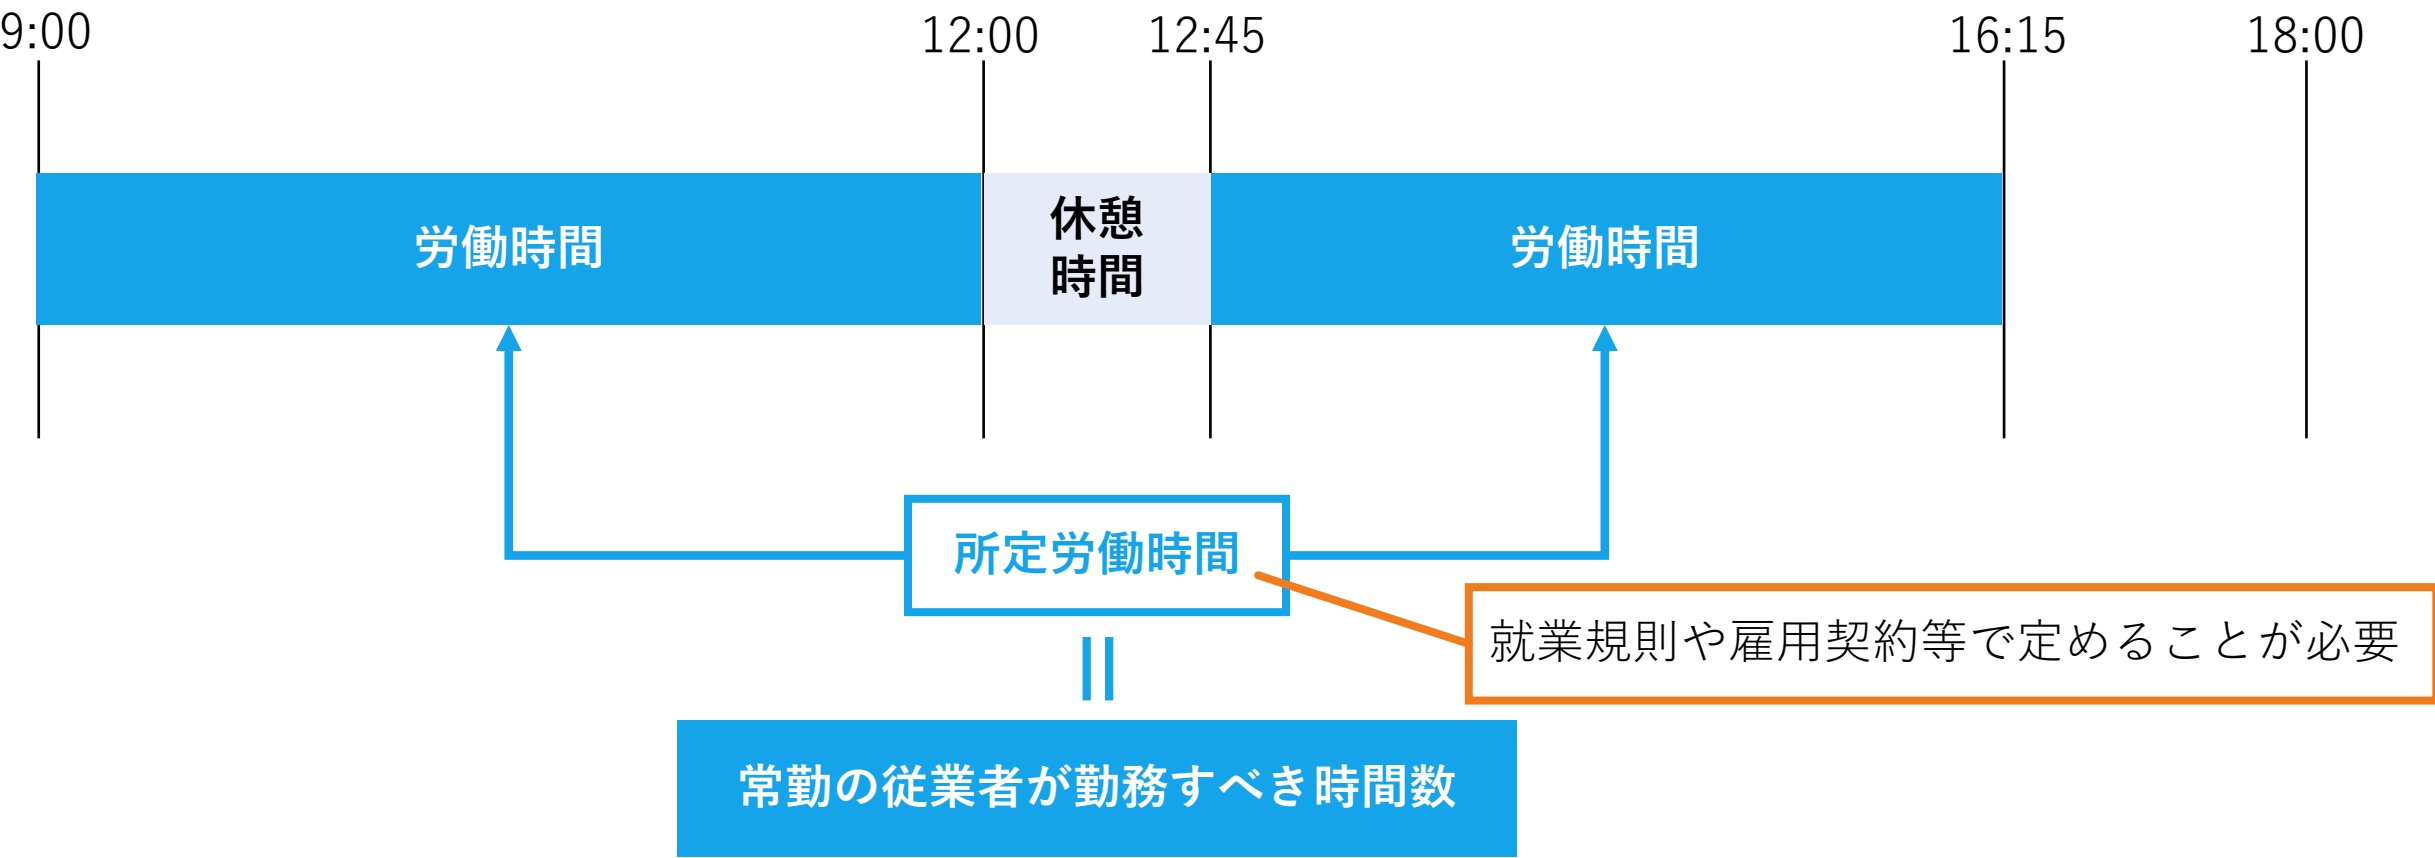 9:00
12:00
12:45
16:15
18:00
労働時間
休憩
時間
労働時間
所定労働時間
就業規則や雇用契約等で定めることが必要
常勤の従業者が勤務すべき時間数